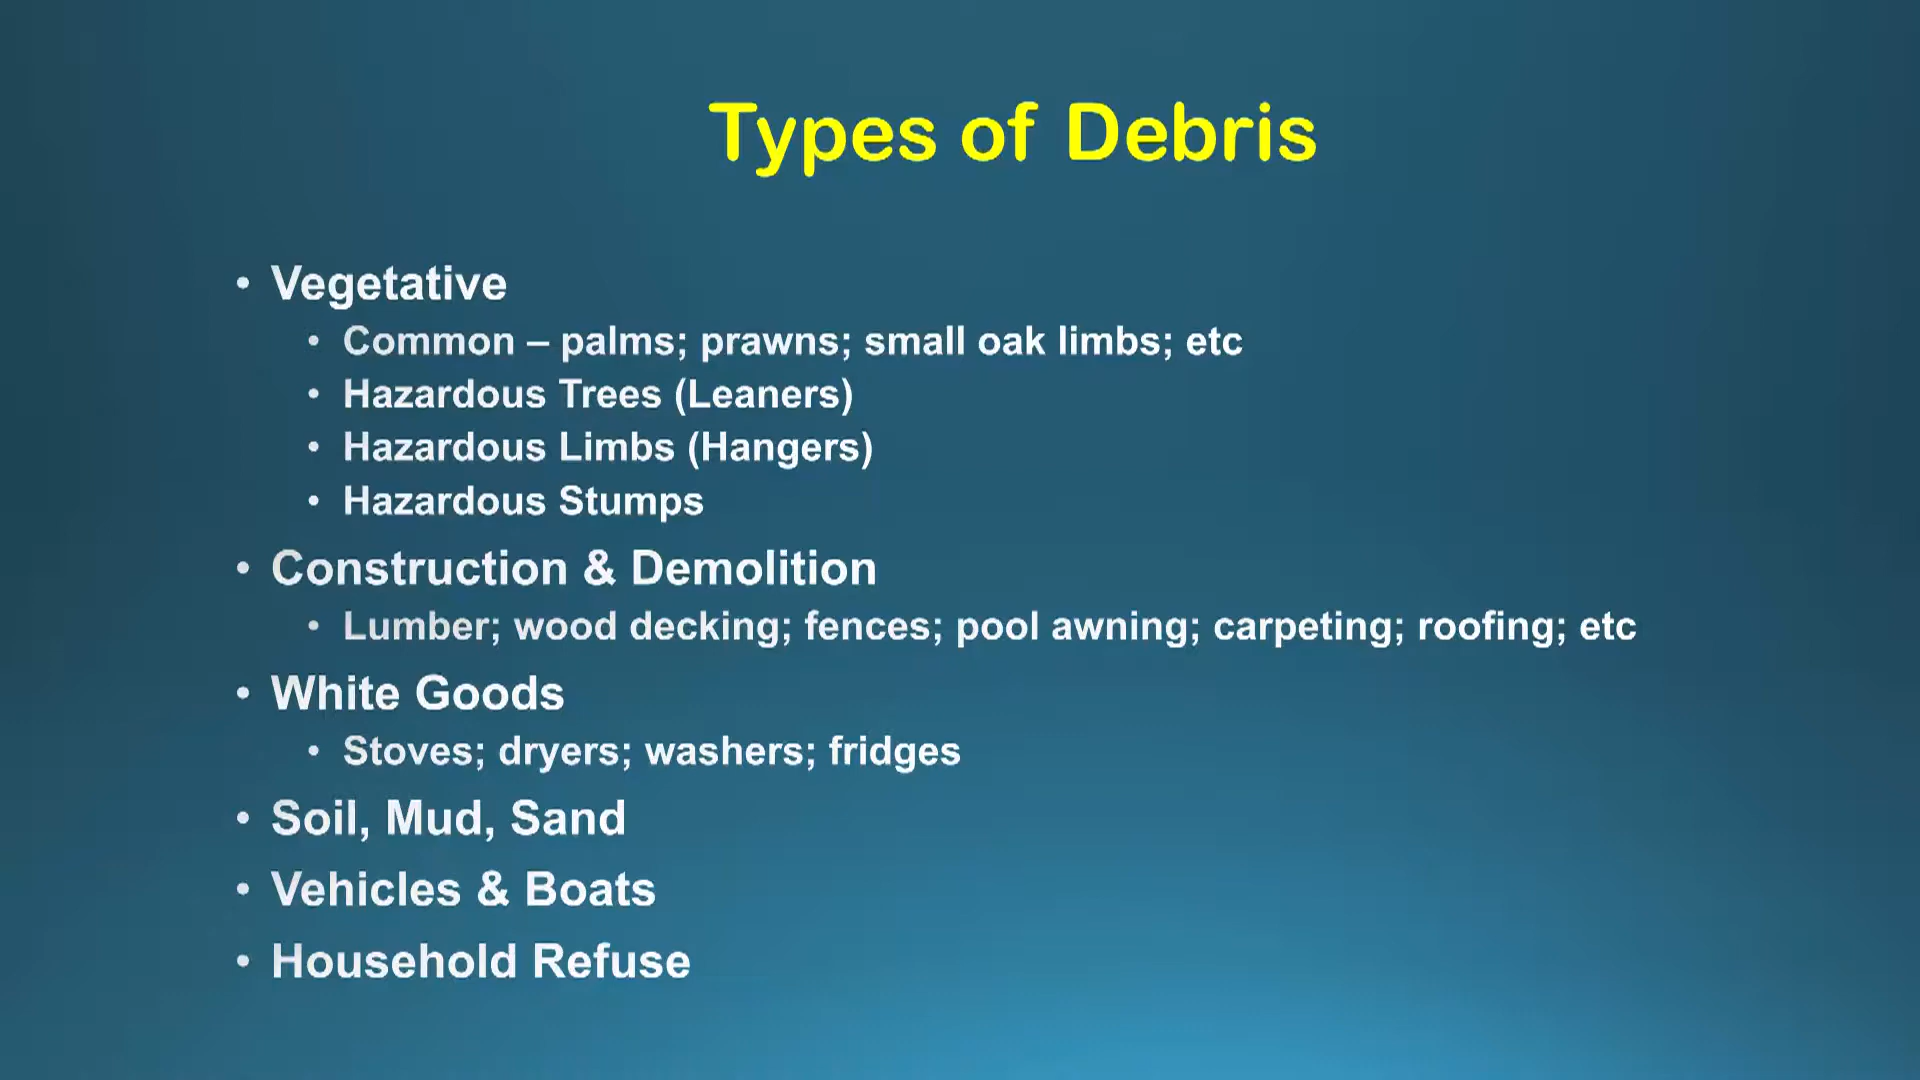 Types of Debris
• Vegetative
• Common – palms; prawns; small oak limbs; etc
• Hazardous Trees (Leaners)
• Hazardous Limbs (Hangers)
• Hazardous Stumps
• Construction & Demolition
• Lumber; wood decking; fences; pool awning; carpeting; roofing; etc
• White Goods
• Stoves; dryers; washers; fridges
• Soil, Mud, Sand
• Vehicles & Boats
• Household Refuse